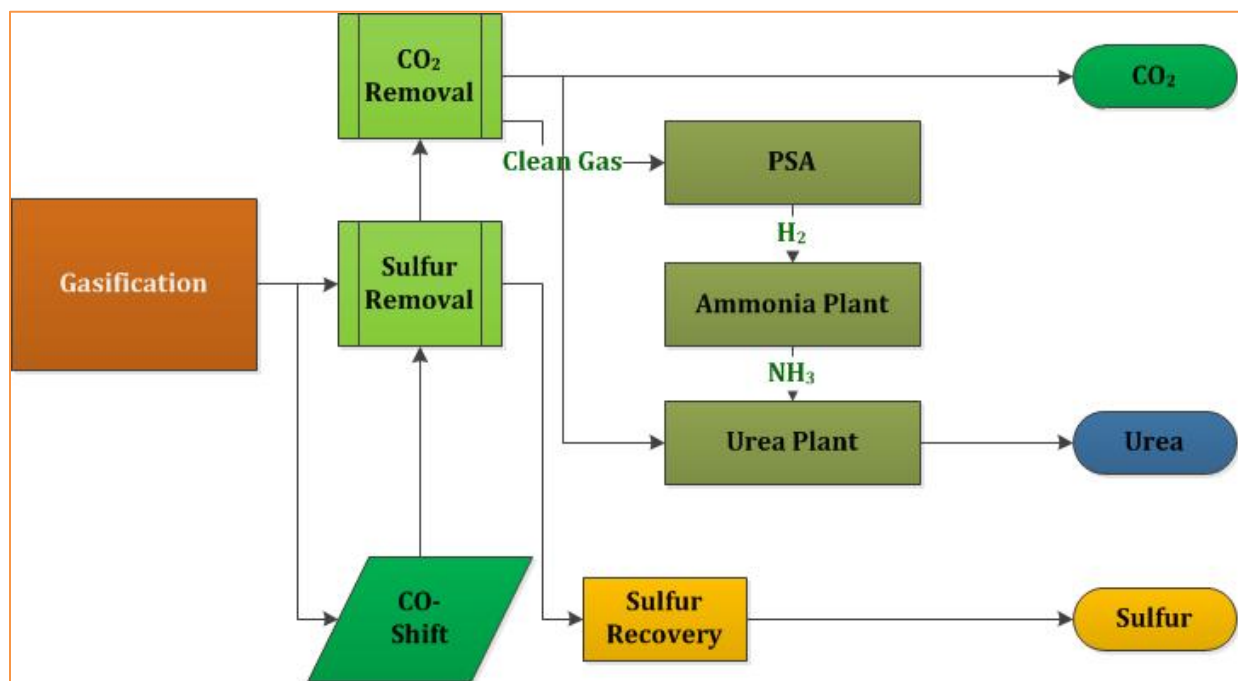 CO₂
Removal
CO₂
Clean Gas
PSA
H₂
Gasification
Sulfur
Removal
Ammonia Plant
NH₃
Urea Plant
Urea
CO-
Shift
Sulfur
Recovery
Sulfur